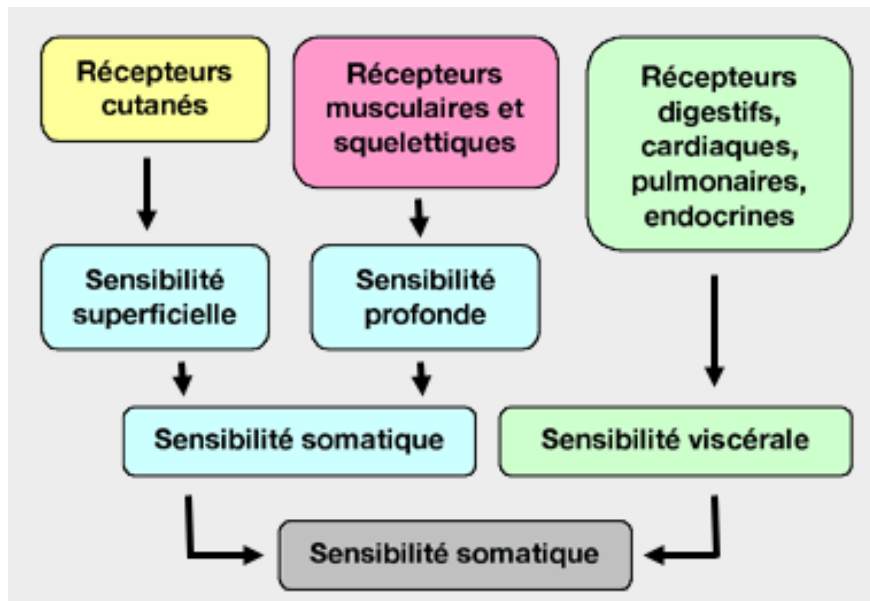 Récepteurs
cutanés
Récepteurs
musculaires et
squelettiques
Récepteurs
digestifs,
cardiaques,
pulmonaires,
endocrines
Sensibilité
superficielle
Sensibilité
profonde
Sensibilité somatique
Sensibilité viscérale
Sensibilité somatique